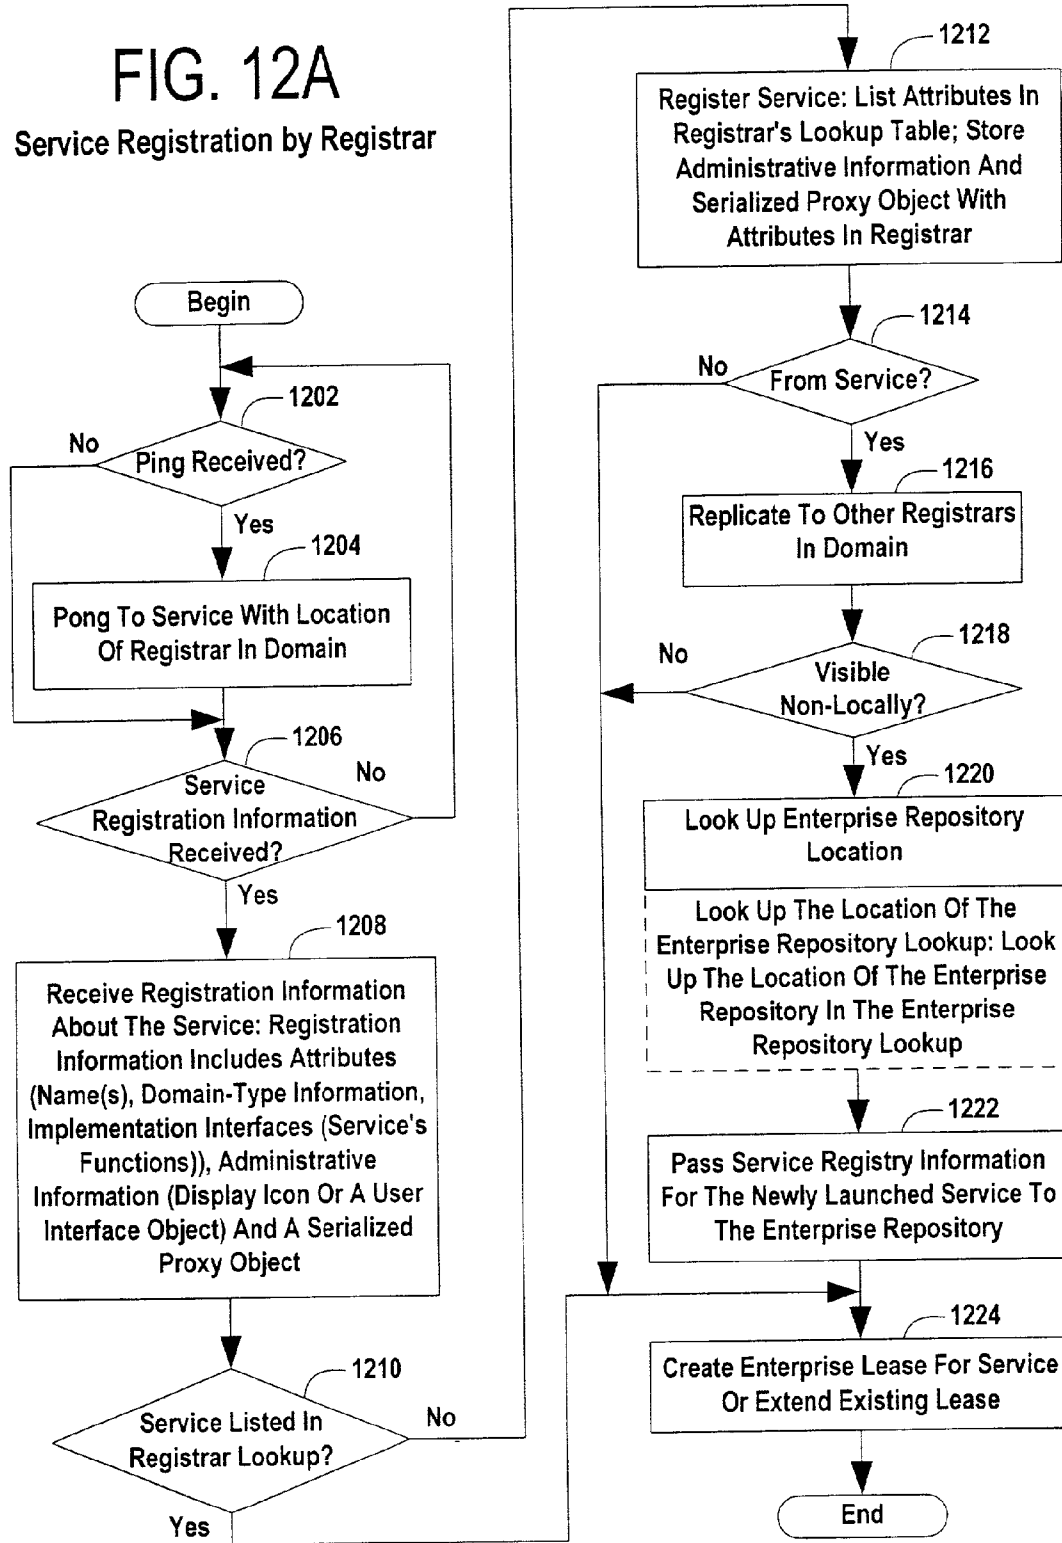 FIG. 12A
Service Registration by Registrar
Begin
1202
No
Ping Received?
Yes
1204
Pong To Service With Location
Of Registrar In Domain
1206
Service
Registration Information
Received?
No
Yes
1208
Receive Registration Information
About The Service: Registration
Information Includes Attributes
(Name(s), Domain-Type Information,
Implementation Interfaces (Service's
Functions)), Administrative
Information (Display Icon Or A User
Interface Object) And A Serialized
Proxy Object
1210
Service Listed In
Registrar Lookup?
No
Yes
1212
Register Service: List Attributes In
Registrar's Lookup Table; Store
Administrative Information And
Serialized Proxy Object With
Attributes In Registrar
1214
No
From Service?
Yes
1216
Replicate To Other Registrars
In Domain
1218
No
Visible
Non-Locally?
Yes
1220
Look Up Enterprise Repository
Location
Look Up The Location Of The
Enterprise Repository Lookup: Look
Up The Location Of The Enterprise
Repository In The Enterprise
Repository Lookup
1222
Pass Service Registry Information
For The Newly Launched Service To
The Enterprise Repository
1224
Create Enterprise Lease For Service
Or Extend Existing Lease
End